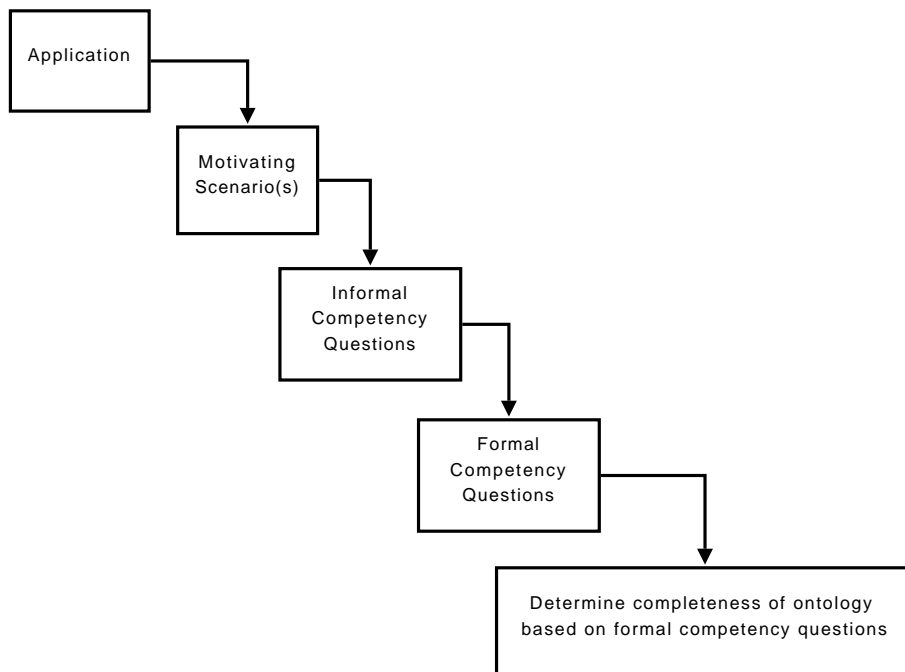 Application
Motivating
Scenario(s)
Informal
Competency
Questions
Formal
Competency
Questions
Determine completeness of ontology
based on formal competency questions